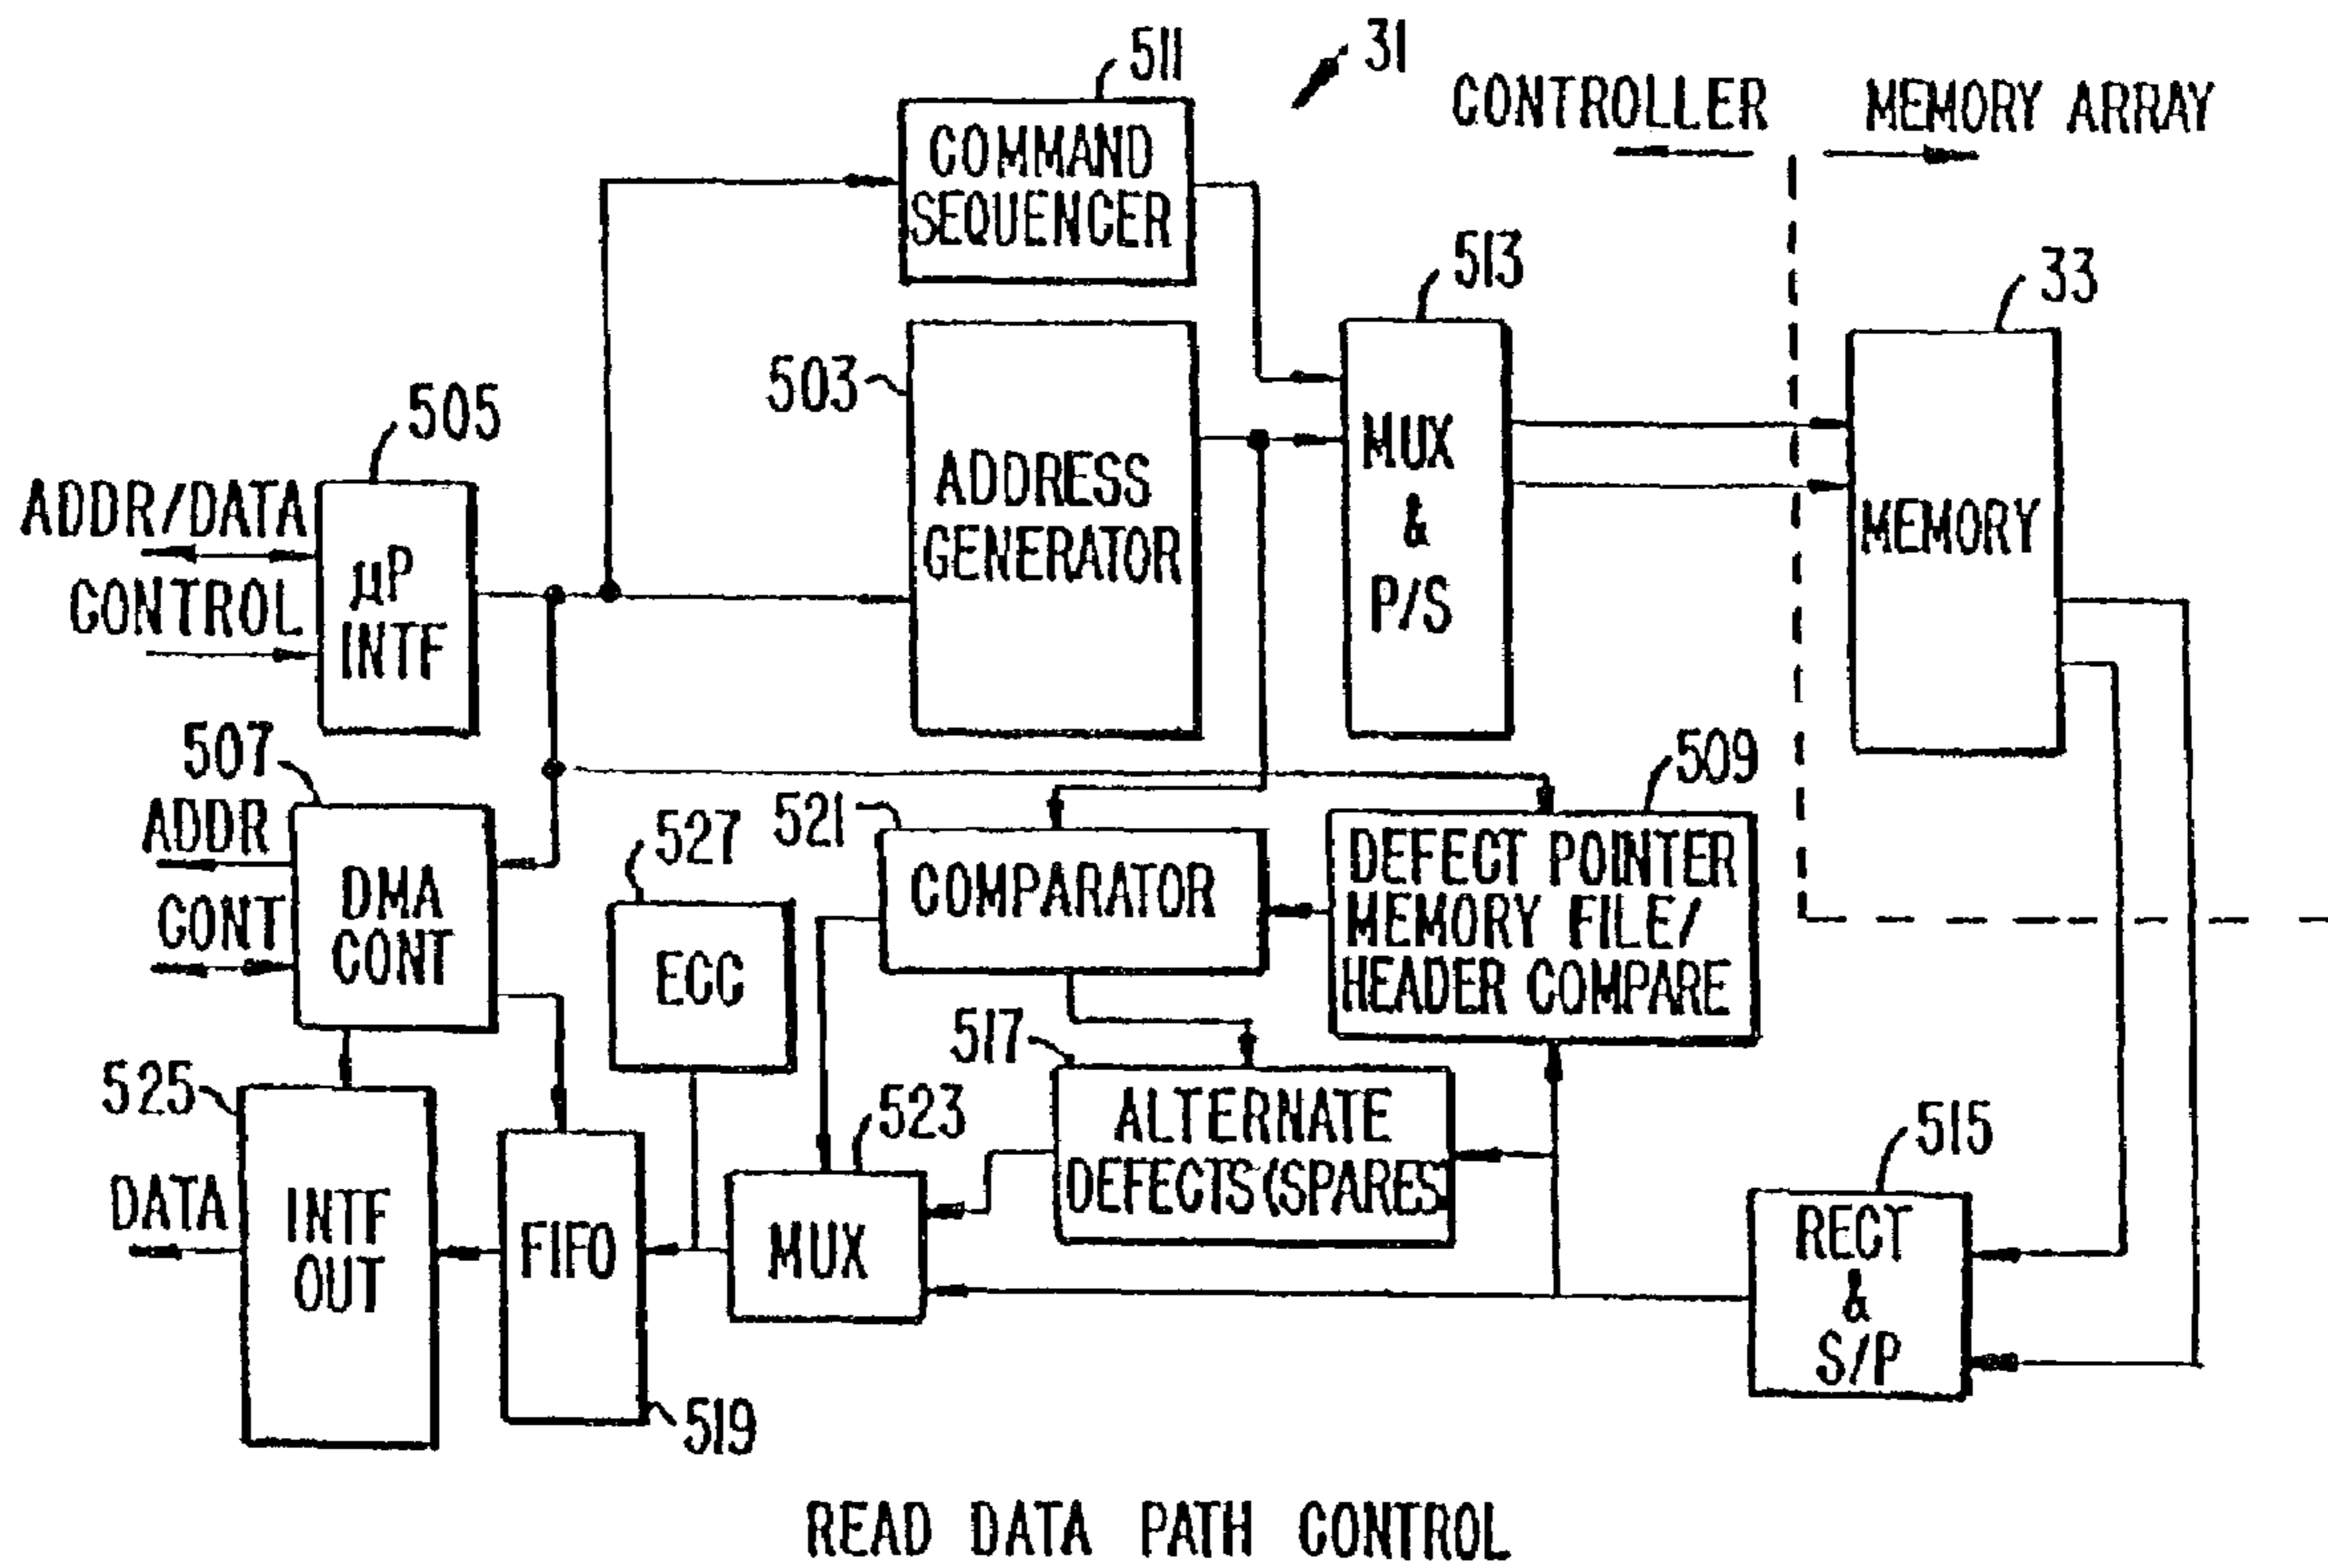 511
31
CONTROLLER
MEMORY ARRAY
COMMAND
SEQUENCER
513
33
503
505
ADDR/DATA
CONTROL
µP
INTF
ADDRESS
GENERATOR
MUX
&
P/S
MEMORY
507
ADDR
CONT
DMA
CONT
527
ECC
521
COMPARATOR
509
DEFECT POINTER
MEMORY FILE/
HEADER COMPARE
517
ALTERNATE
DEFECTS (SPARES
525
DATA
INTF
OUT
FIFO
519
523
MUX
515
RECT
&
S/P
READ DATA PATH CONTROL